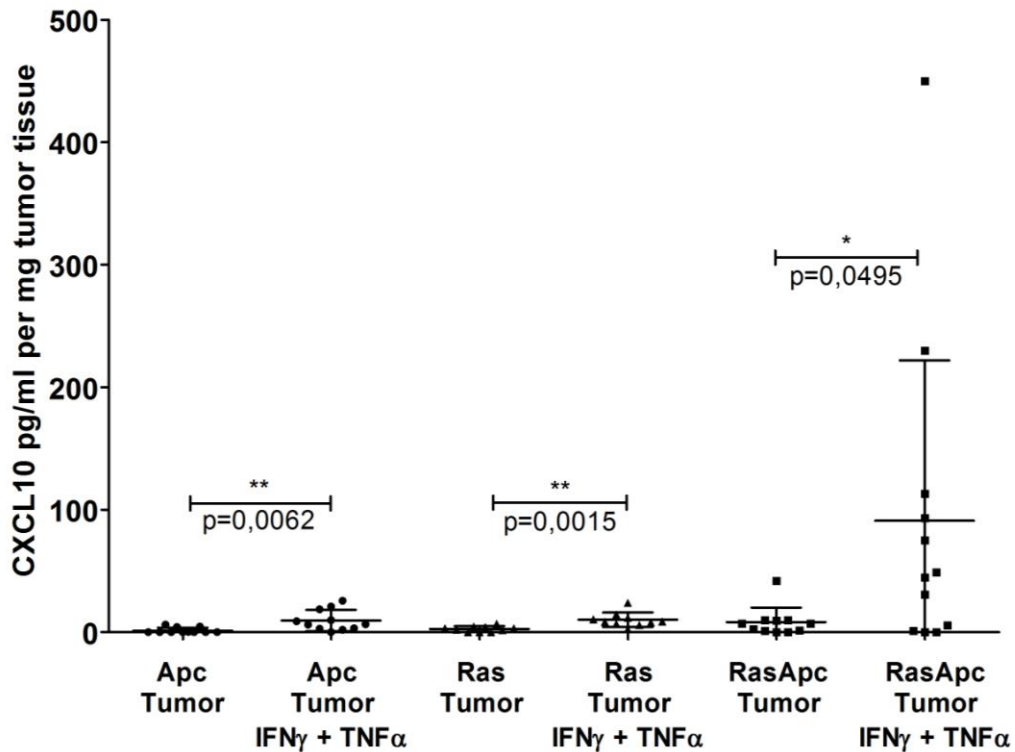 CXCL10 pg/ml per mg tumor tissue
500
400
300
200
100
0
**
p=0,0062
**
p=0,0015
*
p=0,0495
Apc
Tumor
Apc
Tumor
IFNγ + TNFα
Ras
Tumor
Ras
Tumor
IFNγ + TNFα
RasApc
Tumor
RasApc
Tumor
IFNγ + TNFα